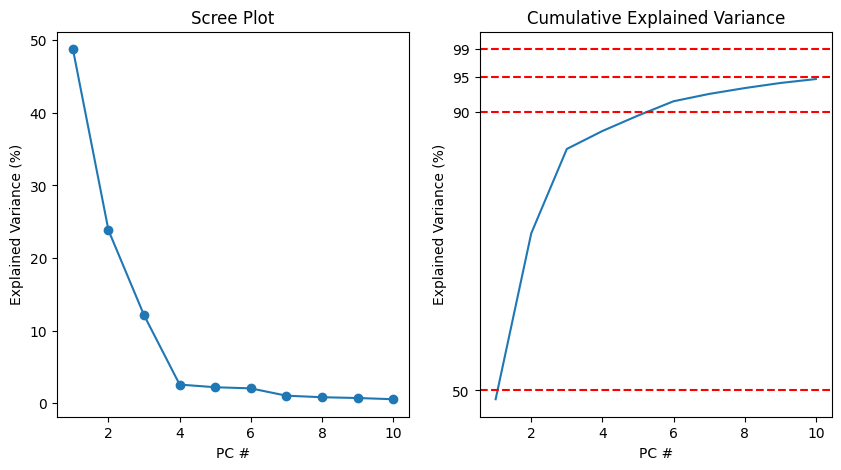 Scree Plot
Explained Variance (%)
50
40
30
20
10
0
2 4 6 8 10
PC #
Cumulative Explained Variance
Explained Variance (%)
99
95
90
50
2 4 6 8 10
PC #